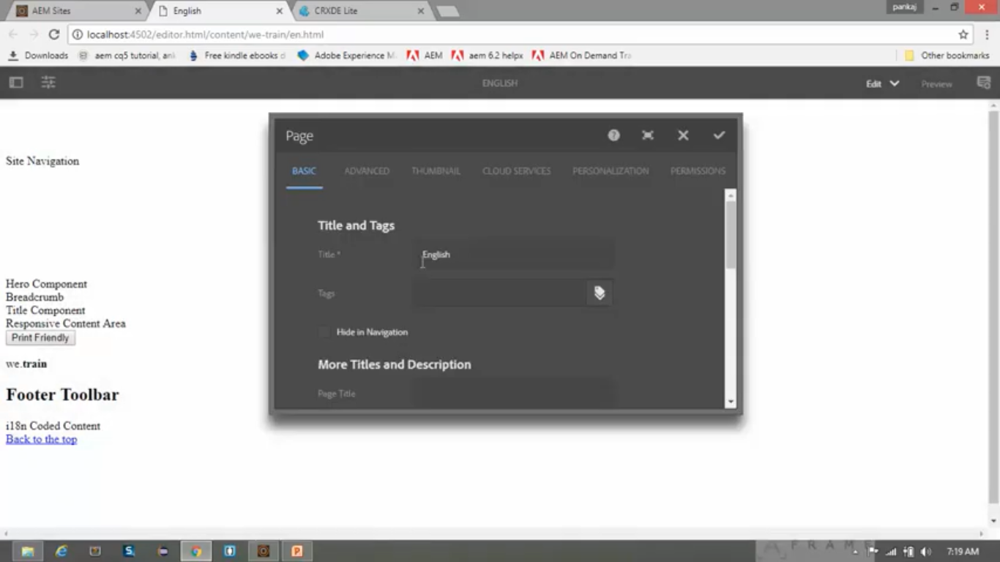 AEM Sites
English
CRXDE Lite
pankaj
localhost:4502/editor.html/content/we-train/en.html
Downloads
aem cq5 tutorial, an
Free kindle ebooks
Adobe Experience M
AEM
aem 6.2 helpx
AEM On Demand Tra
Other bookmarks
ENGLISH
Edit
Preview
Page
BASIC
ADVANCED
THUMBNAIL
CLOUD SERVICES
PERSONALIZATION
PERMISSIONS
Title and Tags
Title *
English
Tags
Hide in Navigation
More Titles and Description
Page Title
Site Navigation
Hero Component
Breadcrumb
Title Component
Responsive Content Area
Print Friendly
we.train
Footer Toolbar
i18n Coded Content
Back to the top
FRAME
7:19 AM